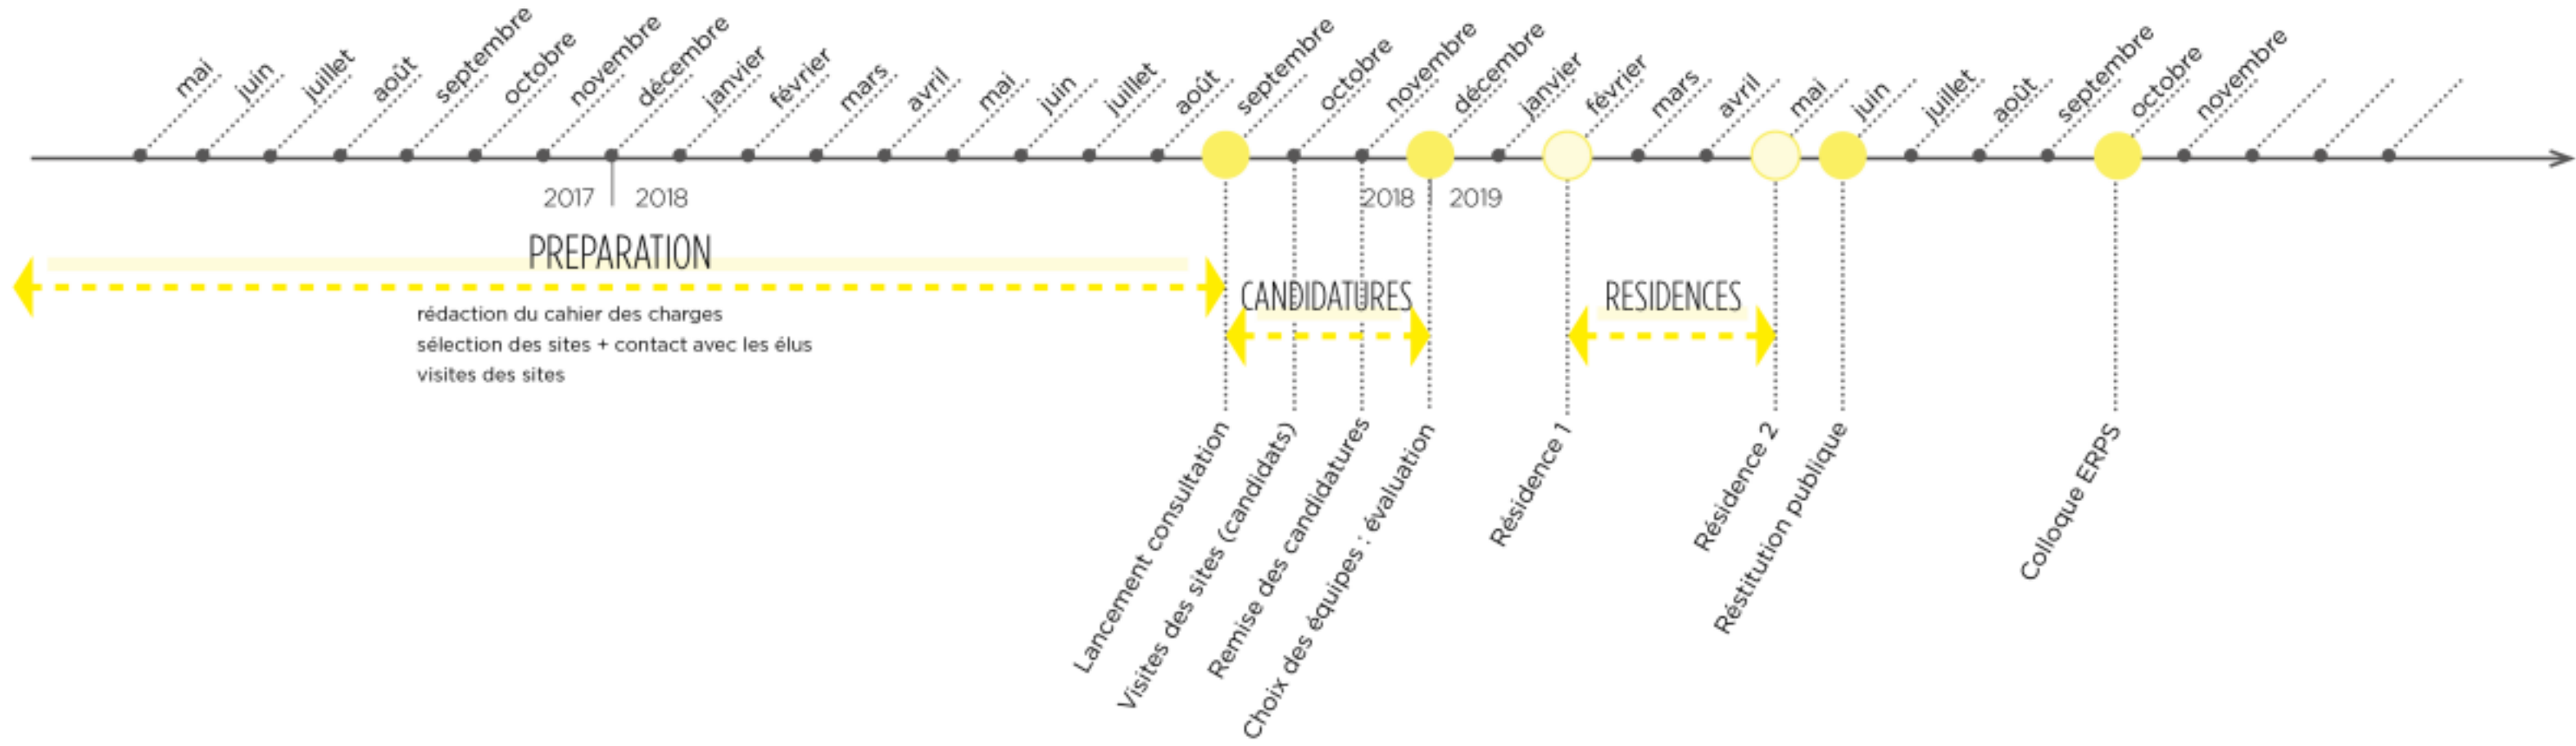 mai
juin
juillet
août
septembre
octobre
novembre
décembre
janvier
février
mars
avril
mai
juin
juillet
août
septembre
octobre
novembre
décembre
janvier
février
mars
avril
mai
juin
juillet
août
septembre
octobre
novembre
2017
2018
2018
2019
PREPARATION
rédaction du cahier des charges
sélection des sites + contact avec les élus
visites des sites
CANDIDATURES
RESIDENCES
Lancement consultation
Visites des sites (candidats)
Remise des candidatures
Choix des équipes : évaluation
Résidence 1
Résidence 2
Réstitution publique
Colloque ERPS